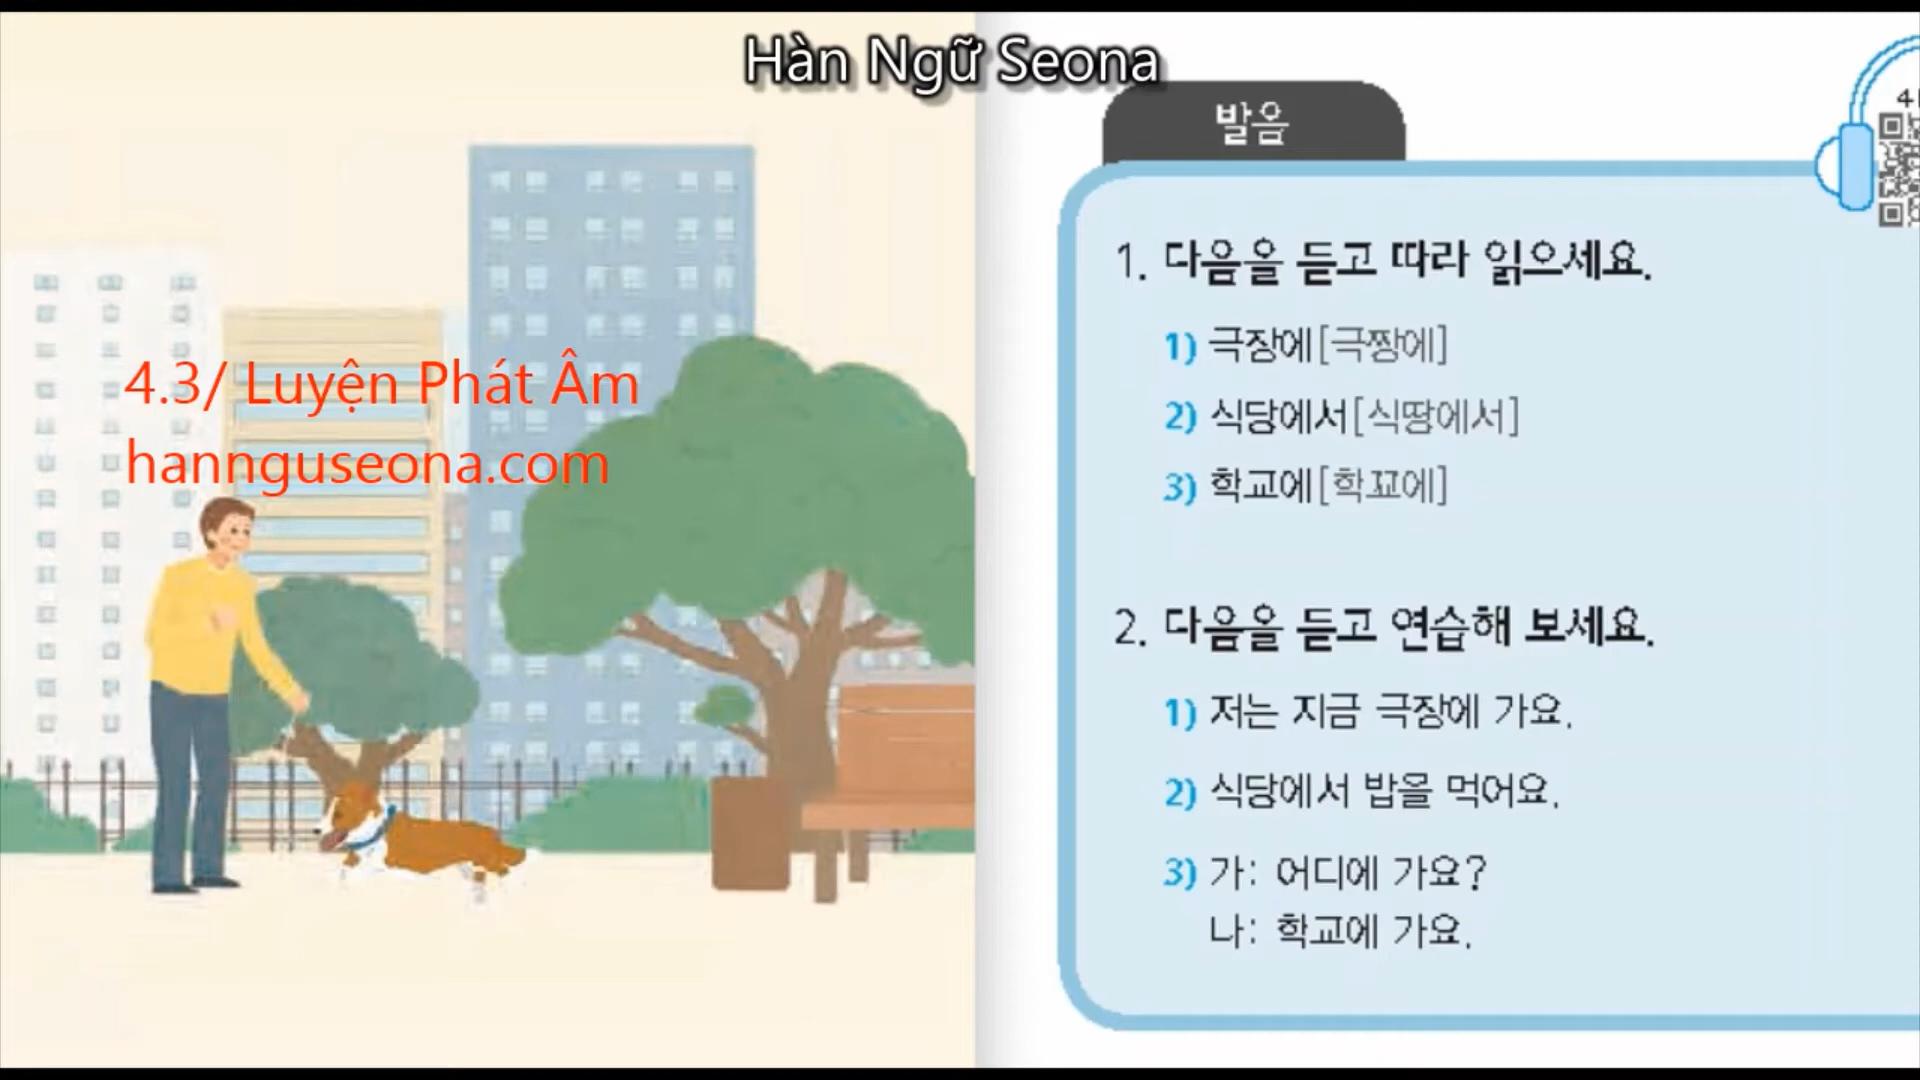 Hàn Ngữ Seona
4.3/ Luyện Phát Âm
hannguseona.com
발음
1. 다음을 듣고 따라 읽으세요.
1) 극장에[극짱에]
2) 식당에서[식땅에서]
3) 학교에[학꾜에]
2. 다음을 듣고 연습해 보세요.
1) 저는 지금 극장에 가요.
2) 식당에서 밥을 먹어요.
3) 가: 어디에 가요?
나: 학교에 가요.